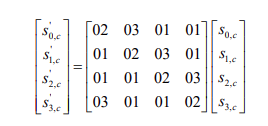 s'0,c 02 03 01 01 s0,c
s'1,c 01 02 03 01 s1,c
s'2,c = 01 01 02 03 s2,c
s'3,c 03 01 01 02 s3,c